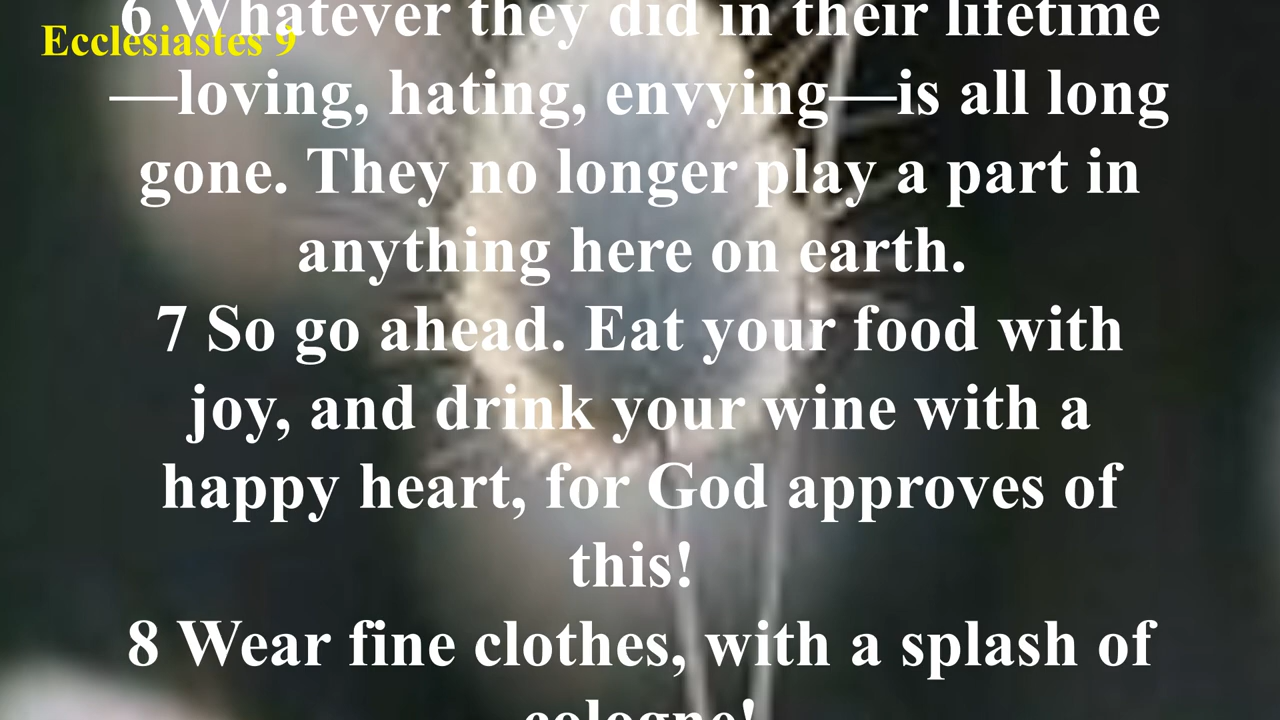 6 Whatever they did in their lifetime
Ecclesiastes 9
—loving, hating, envying—is all long
gone. They no longer play a part in
anything here on earth.
7 So go ahead. Eat your food with
joy, and drink your wine with a
happy heart, for God approves of
this!
8 Wear fine clothes, with a splash of
cologne!